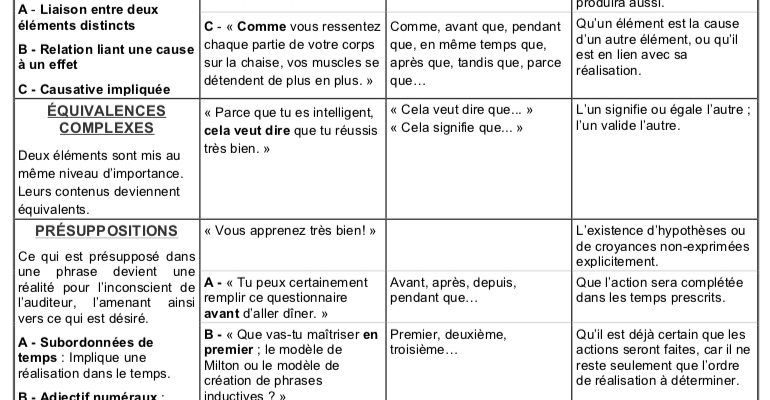 A - Liaison entre deux
éléments distincts
B - Relation liant une cause
à un effet
C - Causative impliquée
C - « Comme vous ressentez
chaque partie de votre corps
sur la chaise, vos muscles se
détendent de plus en plus. »
Comme, avant que, pendant
que, en même temps que,
après que, tandis que, parce
que…
produira aussi.
Qu’un élément est la cause
d’un autre élément, ou qu’il
est en lien avec sa
réalisation.
ÉQUIVALENCES
COMPLEXES
Deux éléments sont mis au
même niveau d’importance.
Leurs contenus deviennent
équivalents.
« Parce que tu es intelligent,
cela veut dire que tu réussis
très bien. »
« Cela veut dire que... »
« Cela signifie que... »
L’un signifie ou égale l’autre ;
l’un valide l’autre.
PRÉSUPPOSITIONS
Ce qui est présupposé dans
une phrase devient une
réalité pour l’inconscient de
l’auditeur, l’amenant ainsi
vers ce qui est désiré.
A - Subordonnées de
temps : Implique une
réalisation dans le temps.
B - Adjectif numéraux :
« Vous apprenez très bien! »
L’existence d’hypothèses ou
de croyances non-exprimées
explicitement.
A - « Tu peux certainement
remplir ce questionnaire
avant d’aller dîner. »
Avant, après, depuis,
pendant que…
Que l’action sera complétée
dans les temps prescrits.
B - « Que vas-tu maîtriser en
premier ; le modèle de
Milton ou le modèle de
création de phrases
inductives ? »
Premier, deuxième,
troisième…
Qu’il est déjà certain que les
actions seront faites, car il ne
reste seulement que l’ordre
de réalisation à déterminer.